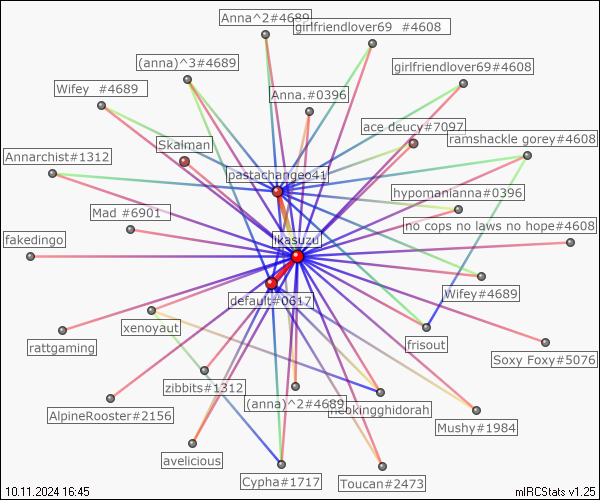 Anna^2#4689
girlfriendlover69 #4608
(anna)^3#4689
girlfriendlover69#4608
Wifey #4689
Anna.#0396
ace deucy#7097
ramshackle gorey#4608
Skalman
Annarchist#1312
pastachangeo41
hypomanianna#0396
Mad #6901
no cops no laws no hope#4608
fakedingo
ikasuzu
Wifey#4689
default#0617
xenoyaut
frisout
rattgaming
Soxy Foxy#5076
zibbits#1312
(anna)^2#4689
neokingghidorah
AlpineRooster#2156
Mushy#1984
avelicious
Cypha#1717
Toucan#2473
10.11.2024 16:45
mIRCStats v1.25